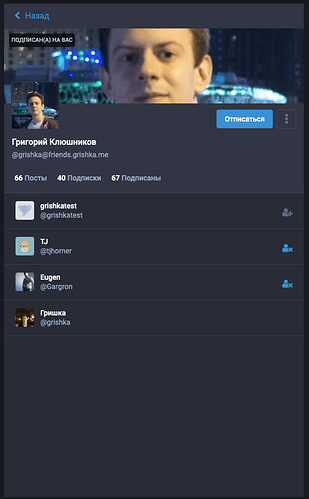 Назад
ПОДПИСАН(А) НА ВАС
Отписаться
Григорий Клюшников
@grishka@friends.grishka.me
66 Посты 40 Подписки 67 Подписаны
grishkatest
@grishkatest
TJ
@tjhorner
Eugen
@Gargron
Гришка
@grishka